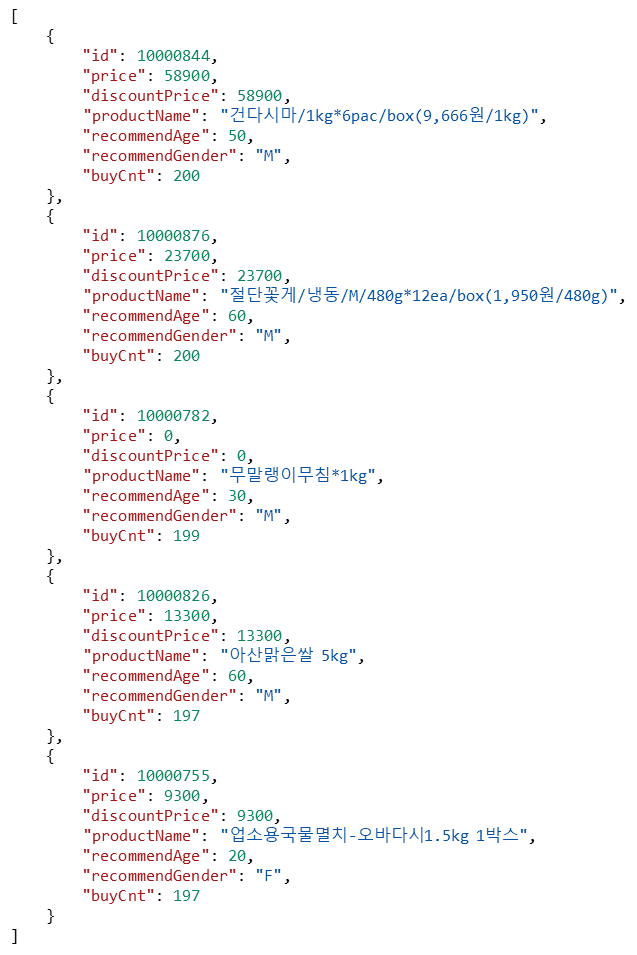 [
    {
        "id": 10000844,
        "price": 58900,
        "discountPrice": 58900,
        "productName": "건다시마/1kg*6pac/box(9,666원/1kg)",
        "recommendAge": 50,
        "recommendGender": "M",
        "buyCnt": 200
    },
    {
        "id": 10000876,
        "price": 23700,
        "discountPrice": 23700,
        "productName": "절단꽃게/냉동/M/480g*12ea/box(1,950원/480g)",
        "recommendAge": 60,
        "recommendGender": "M",
        "buyCnt": 200
    },
    {
        "id": 10000782,
        "price": 0,
        "discountPrice": 0,
        "productName": "무말랭이무침*1kg",
        "recommendAge": 30,
        "recommendGender": "M",
        "buyCnt": 199
    },
    {
        "id": 10000826,
        "price": 13300,
        "discountPrice": 13300,
        "productName": "아산맑은쌀 5kg",
        "recommendAge": 60,
        "recommendGender": "M",
        "buyCnt": 197
    },
    {
        "id": 10000755,
        "price": 9300,
        "discountPrice": 9300,
        "productName": "업소용국물멸치-오바다시1.5kg 1박스",
        "recommendAge": 20,
        "recommendGender": "F",
        "buyCnt": 197
    }
]